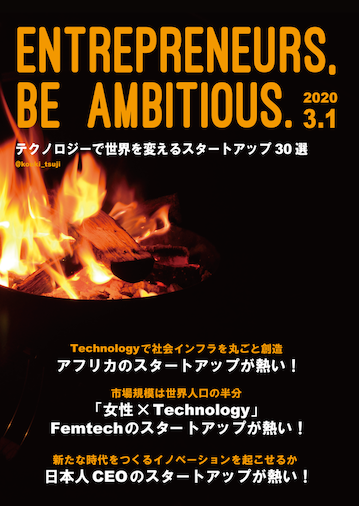 ENTREPRENEURS.
BE AMBITIOUS.
2020
3.1
テクノロジーで世界を変えるスタートアップ 30 選
@kouki_tsuji
Technologyで社会インフラを丸ごと創造
アフリカのスタートアップが熱い！
市場規模は世界人口の半分
「女性×Technology」
Femtechのスタートアップが熱い！
新たな時代をつくるイノベーションを起こせるか
日本人CEOのスタートアップが熱い！